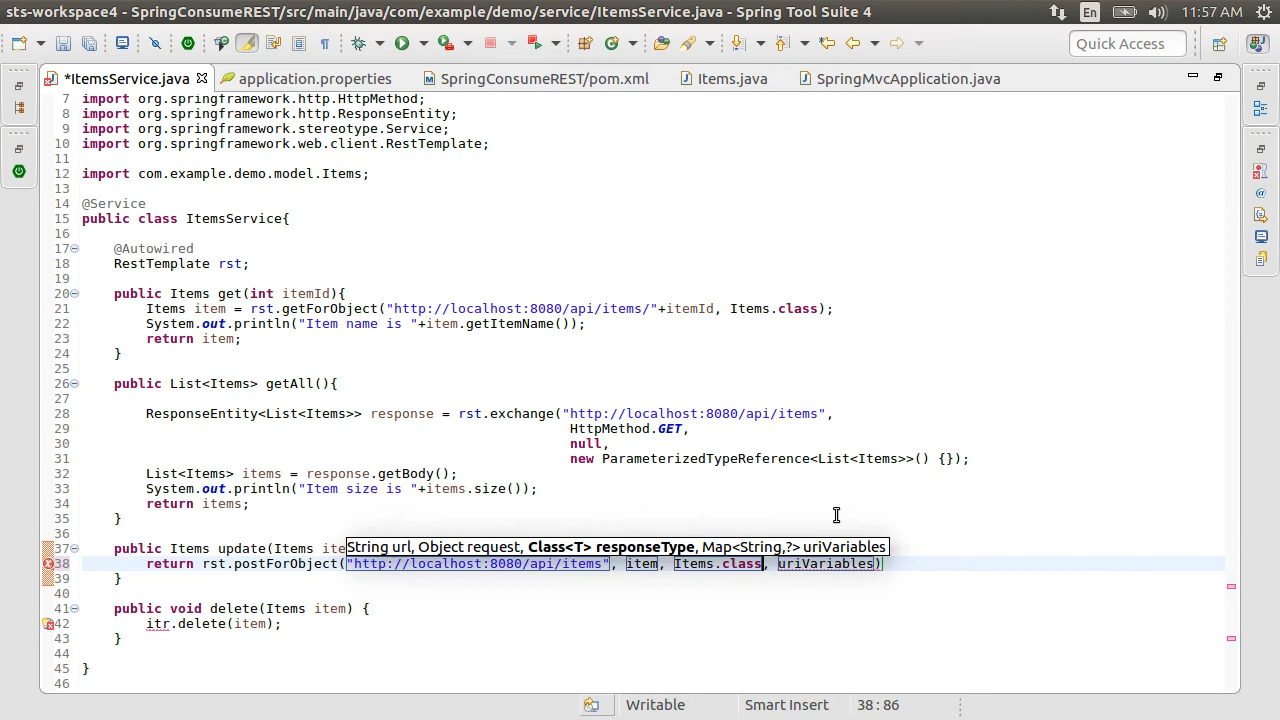 sts-workspace4 - SpringConsumeREST/src/main/java/com/example/demo/service/ItemsService.java - Spring Tool Suite 4
En
11:57 AM
Quick Access
*ItemsService.java
application.properties
SpringConsumeREST/pom.xml
Items.java
SpringMvcApplication.java
7 import org.springframework.http.HttpMethod;
8 import org.springframework.http.ResponseEntity;
9 import org.springframework.stereotype.Service;
10 import org.springframework.web.client.RestTemplate;
11
12 import com.example.demo.model.Items;
13
14 @Service
15 public class ItemsService{
16
17 @Autowired
18 RestTemplate rst;
19
20 public Items get(int itemId){
21 Items item = rst.getForObject("http://localhost:8080/api/items/"+itemId, Items.class);
22 System.out.println("Item name is "+item.getItemName());
23 return item;
24 }
25
26 public List<Items> getAll(){
27
28 ResponseEntity<List<Items>> response = rst.exchange("http://localhost:8080/api/items",
29 HttpMethod.GET,
30 null,
31 new ParameterizedTypeReference<List<Items>>() {});
32 List<Items> items = response.getBody();
33 System.out.println("Item size is "+items.size());
34 return items;
35 }
36
37 public Items update(Items ite
String url, Object request, Class<T> responseType, Map<String,?> uriVariables
38 return rst.postForObject("http://localhost:8080/api/items", item, Items.class, uriVariables)
39 }
40
41 public void delete(Items item) {
42 itr.delete(item);
43 }
44
45 }
46
Writable
Smart Insert
38 : 86